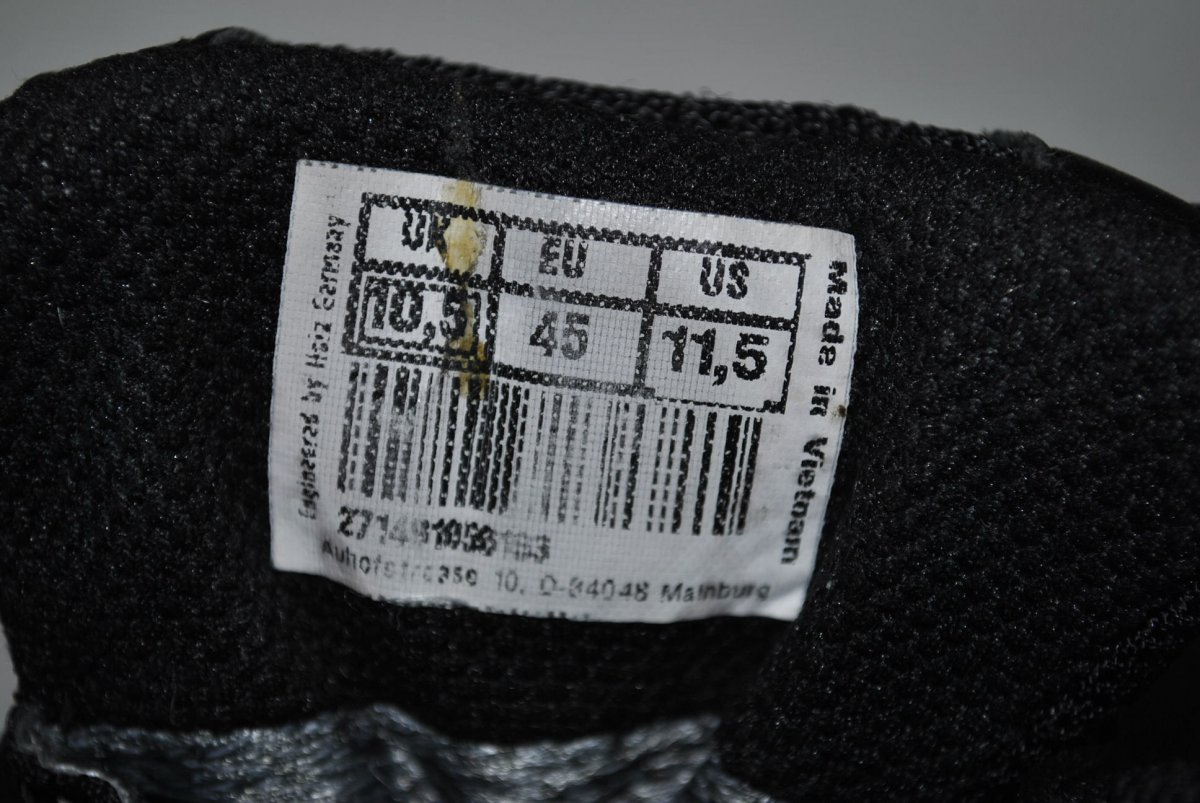 UK EU US
10,5 45 11,5
Engineered by Haix Germany
Made in Vietnam
Auhofstrasse 10, D-84048 Mainburg